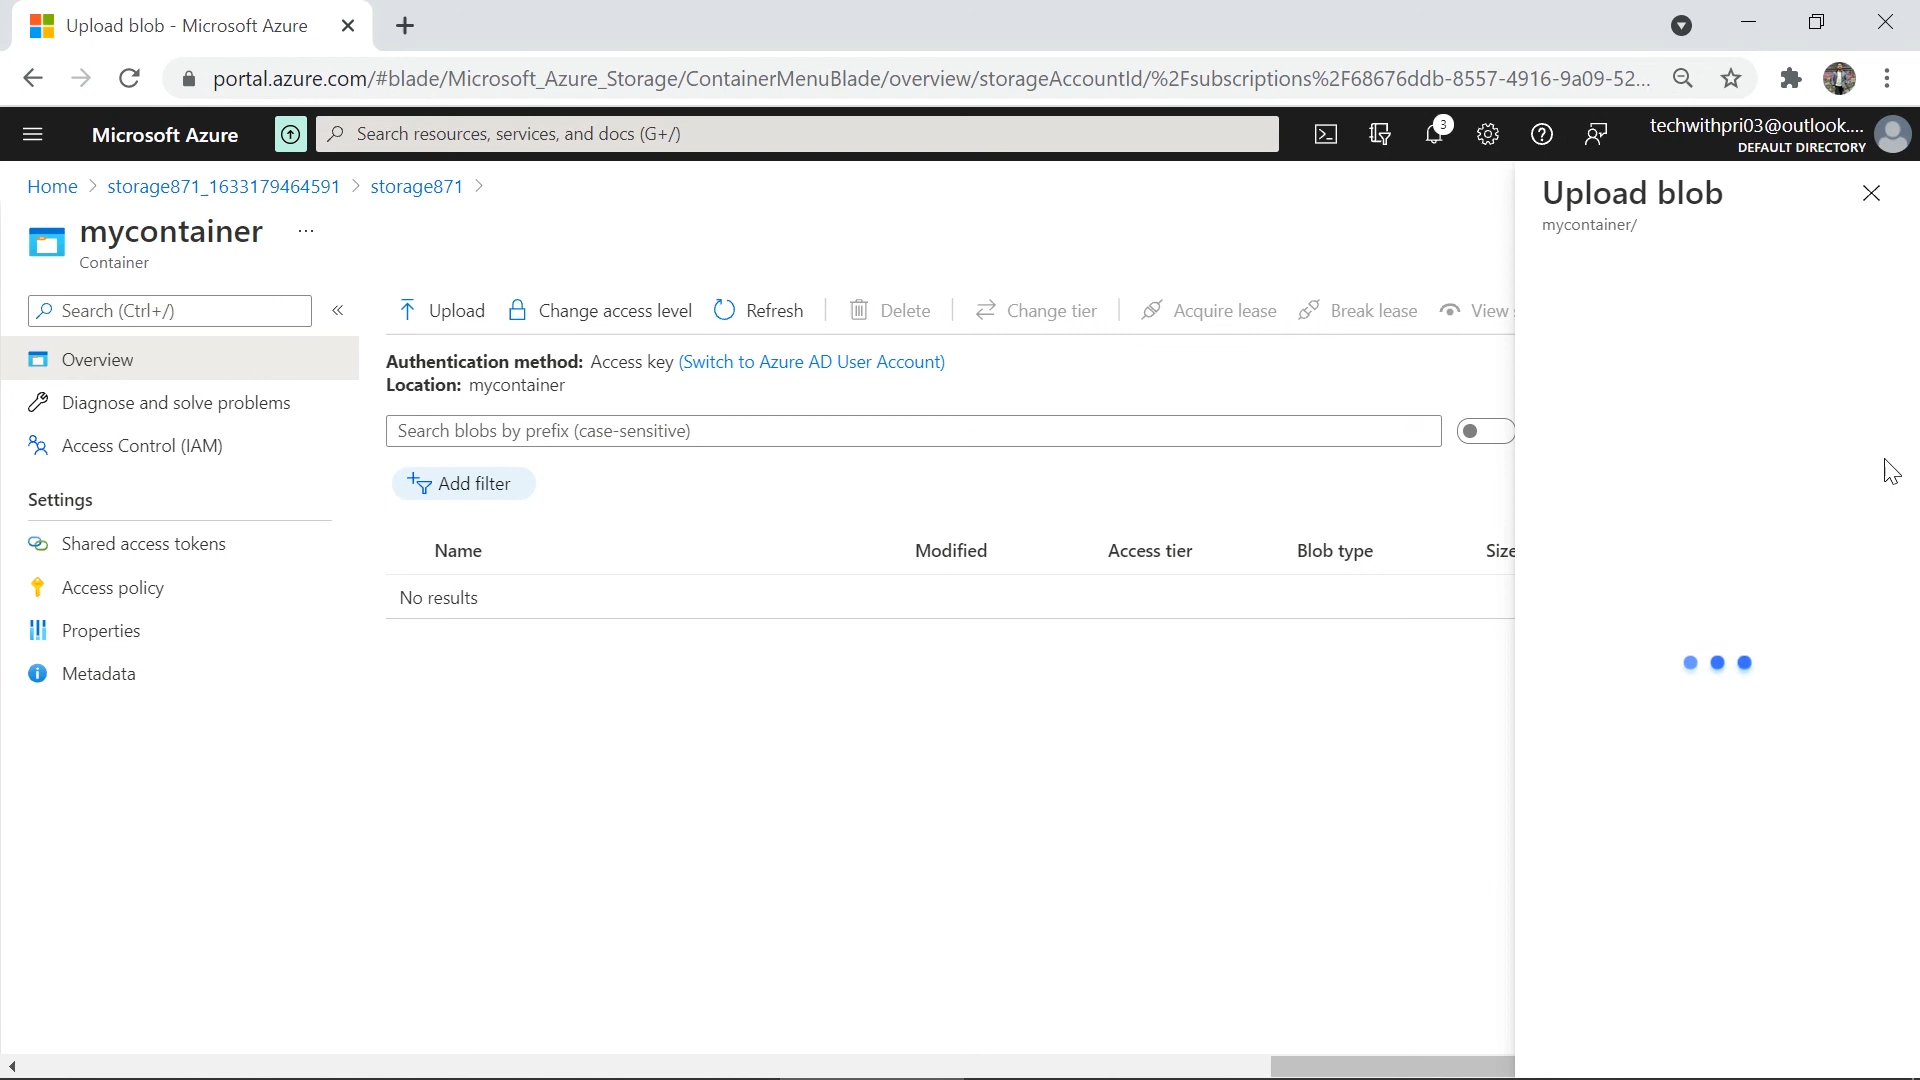 Upload blob - Microsoft Azure
portal.azure.com/#blade/Microsoft_Azure_Storage/ContainerMenuBlade/overview/storageAccountId/%2Fsubscriptions%2F68676ddb-8557-4916-9a09-52...
Microsoft Azure
Search resources, services, and docs (G+/)
3
techwithpri03@outlook....
DEFAULT DIRECTORY
Home > storage871_1633179464591 > storage871 >
mycontainer ...
Container
Search (Ctrl+/)
«
Overview
Diagnose and solve problems
Access Control (IAM)
Settings
Shared access tokens
Access policy
Properties
Metadata
Upload
Change access level
Refresh
Delete
Change tier
Acquire lease
Break lease
View
Authentication method: Access key (Switch to Azure AD User Account)
Location: mycontainer
Search blobs by prefix (case-sensitive)
Add filter
Name Modified Access tier Blob type Size
No results
Upload blob
mycontainer/